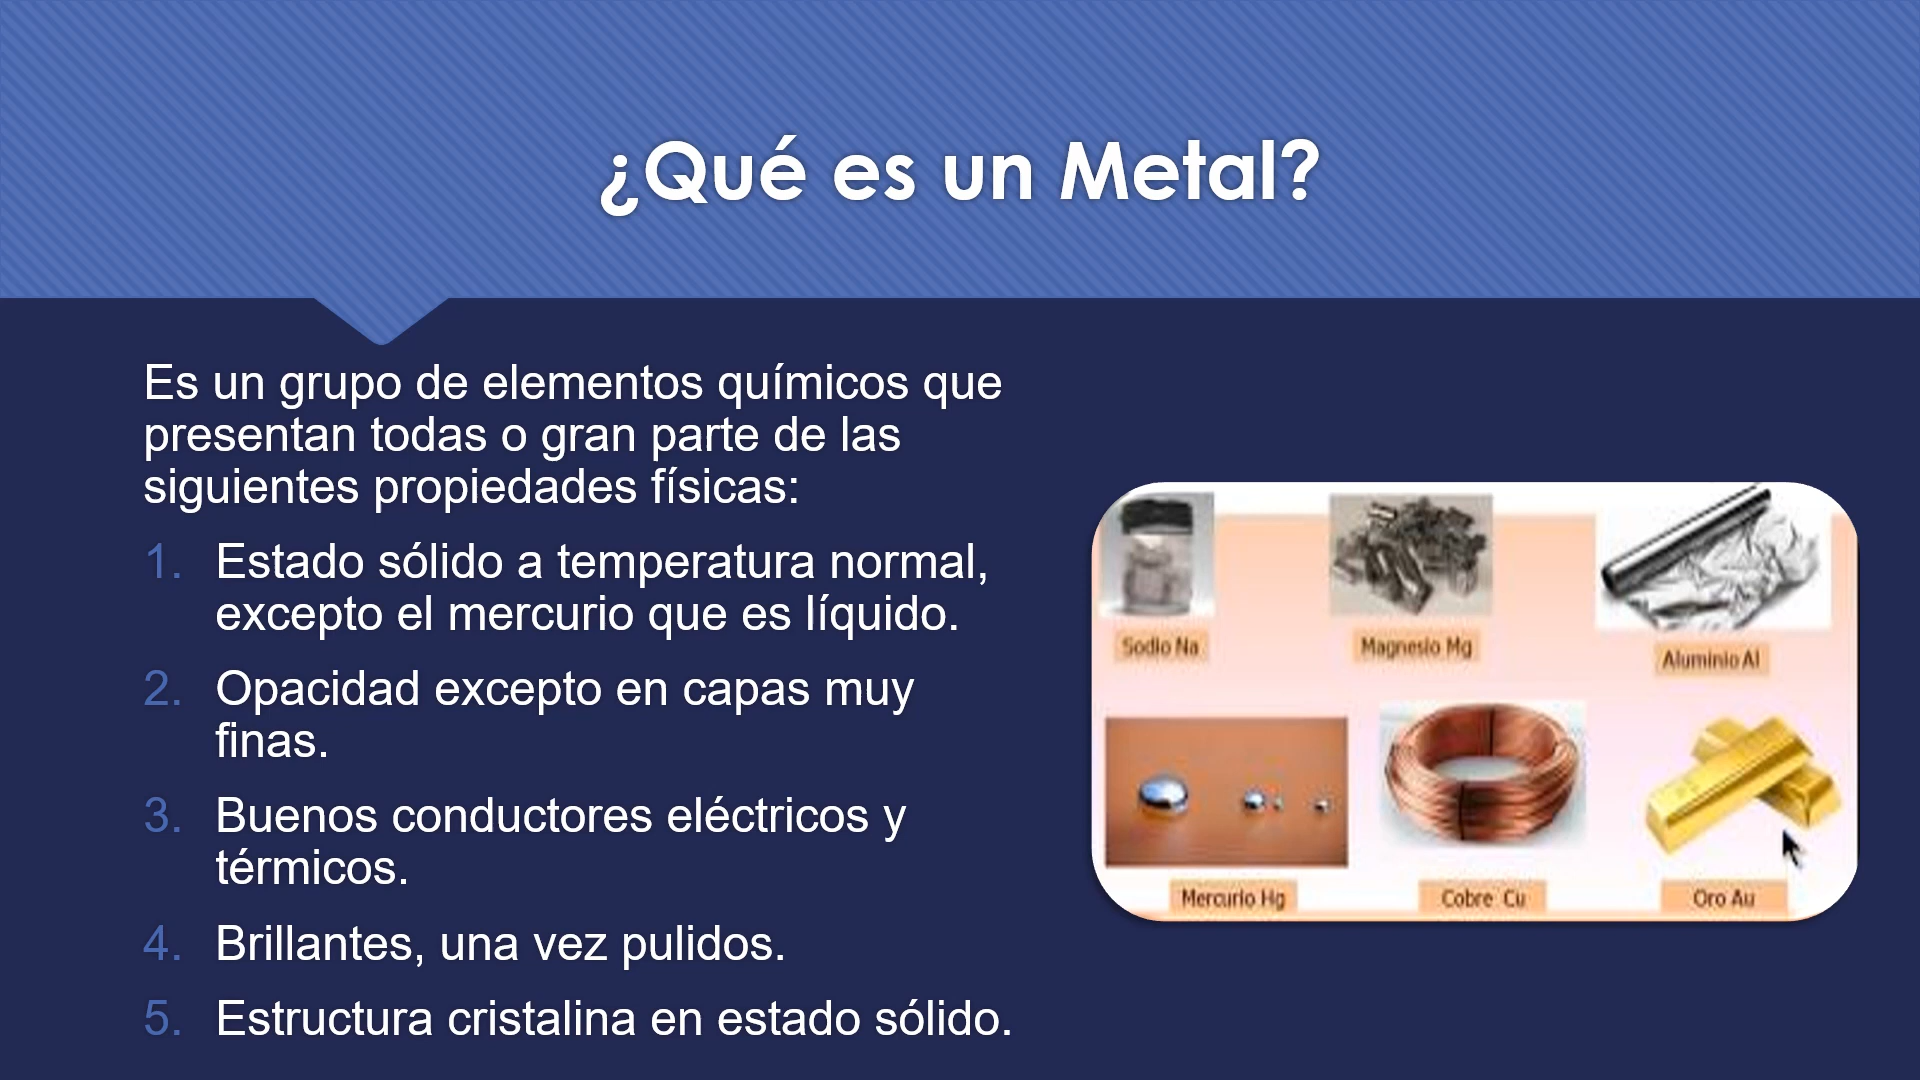 ¿Qué es un Metal?
Es un grupo de elementos químicos que
presentan todas o gran parte de las
siguientes propiedades físicas:
1. Estado sólido a temperatura normal,
excepto el mercurio que es líquido.
2. Opacidad excepto en capas muy
finas.
3. Buenos conductores eléctricos y
térmicos.
4. Brillantes, una vez pulidos.
5. Estructura cristalina en estado sólido.
Sodio Na
Magnesio Mg
Aluminio Al
Mercurio Hg
Cobre Cu
Oro Au